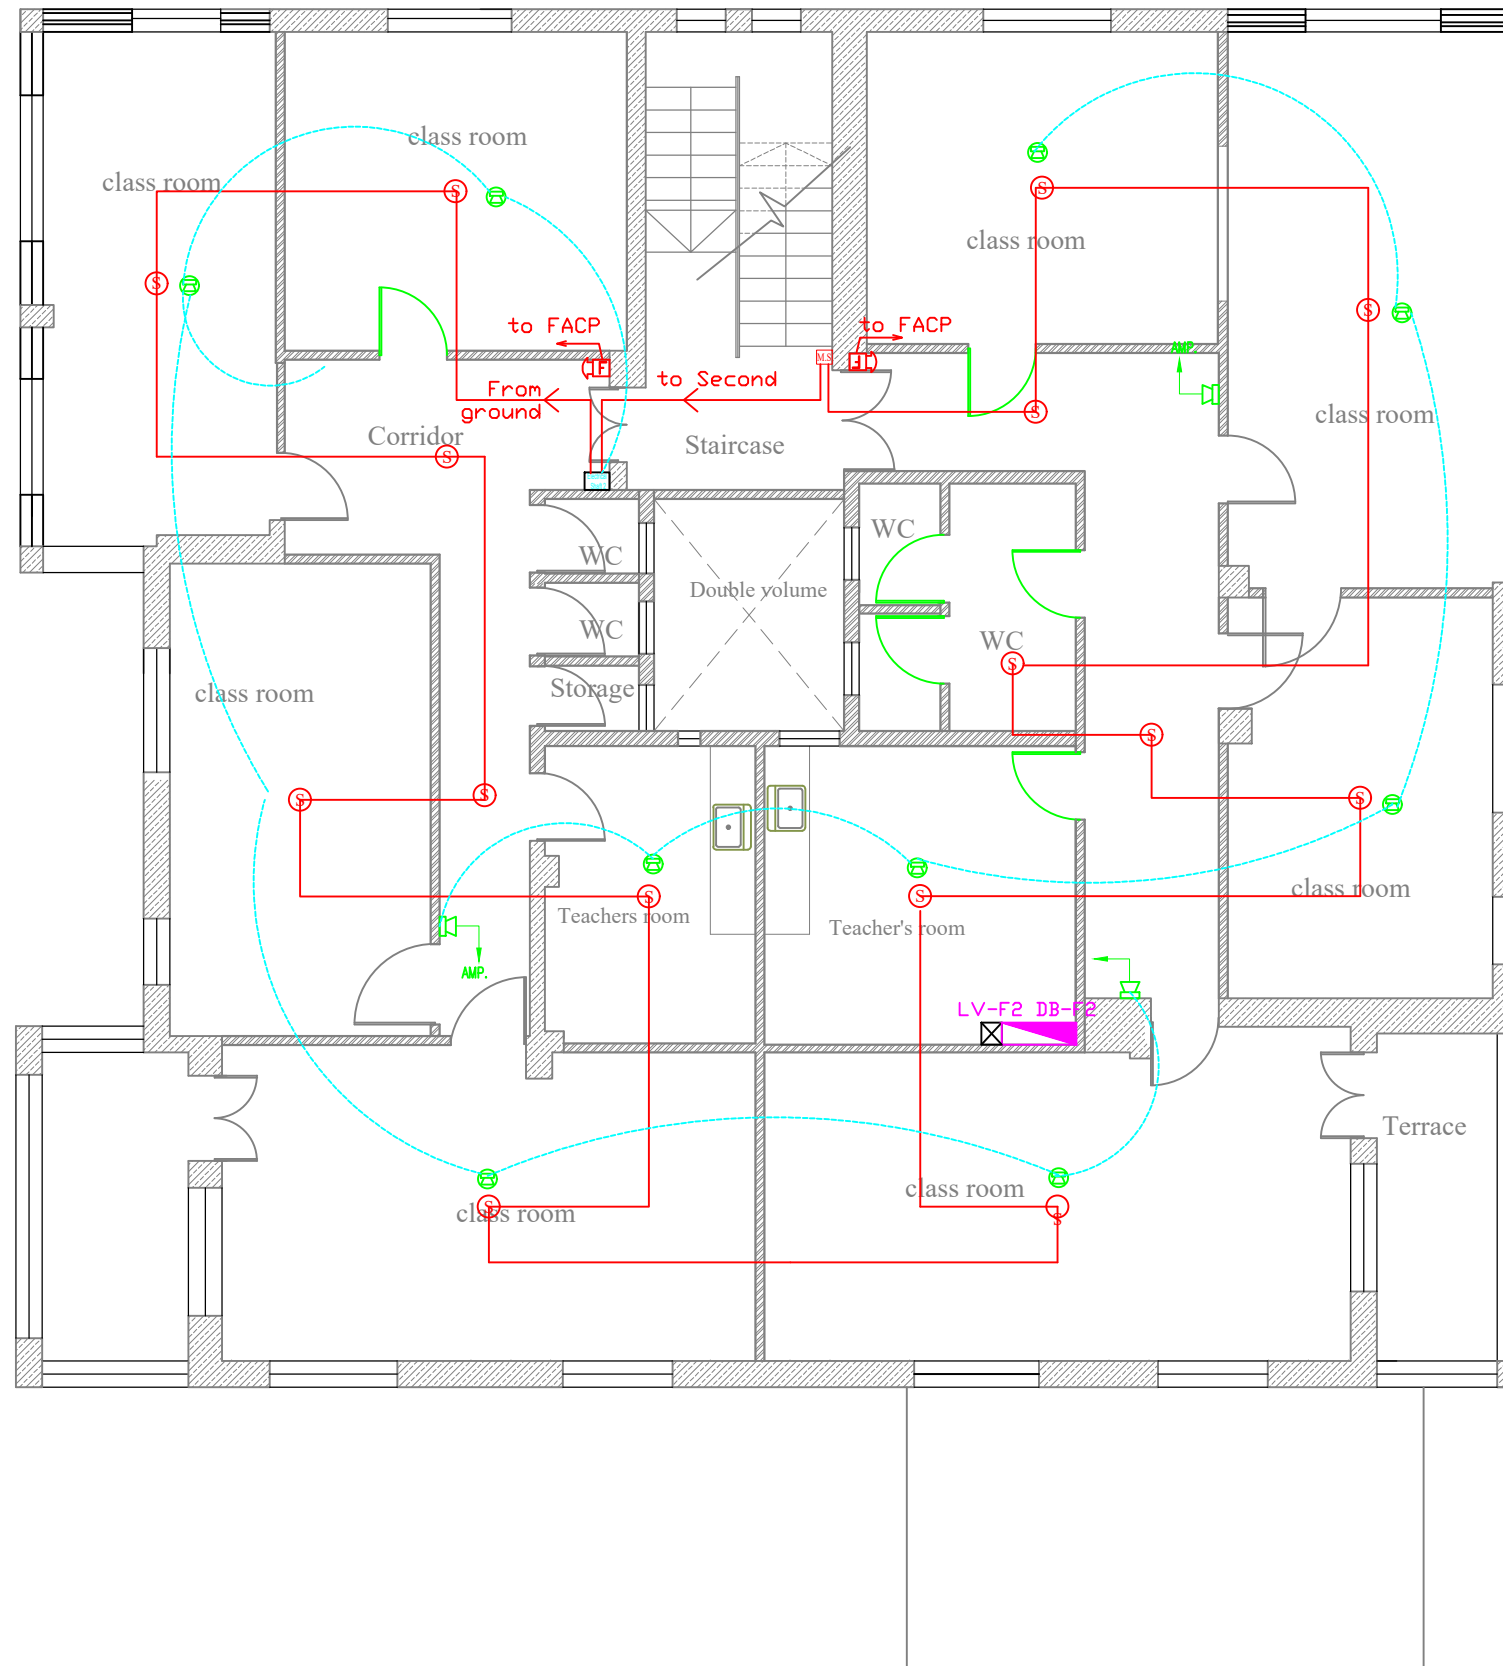 class room
class room
S
S
class room
S
S
to FACP
to FACP
M.S
F
F
AMP.
From
ground
to Second
S
class room
Corridor
S
Staircase
WC
WC
Double volume
WC
WC
S
Storage
class room
S
S
S
S
class room
S
S
Teachers room
Teacher's room
AMP.
LV-F2 DB-F2
Terrace
class room
S
class room
S